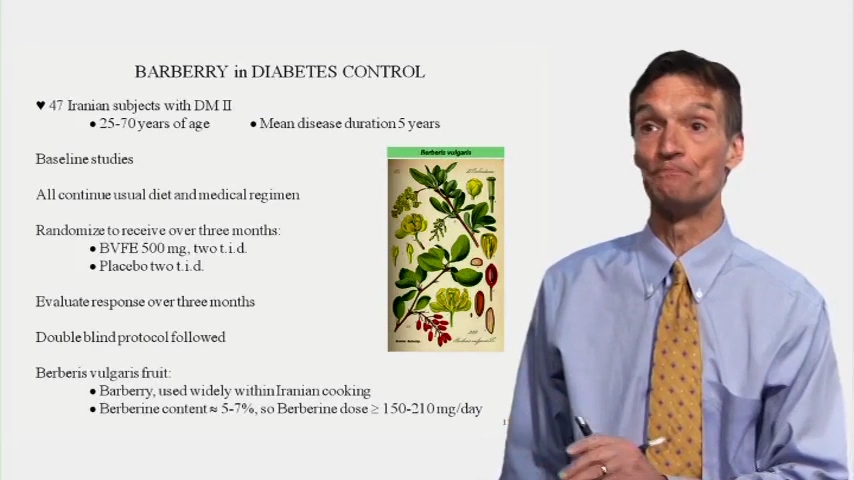 BARBERRY in DIABETES CONTROL
♥ 47 Iranian subjects with DM II
● 25-70 years of age ● Mean disease duration 5 years
Baseline studies
All continue usual diet and medical regimen
Randomize to receive over three months:
● BVFE 500 mg, two t.i.d.
● Placebo two t.i.d.
Evaluate response over three months
Double blind protocol followed
Berberis vulgaris fruit:
● Barberry, used widely within Iranian cooking
● Berberine content ≈ 5-7%, so Berberine dose ≥ 150-210 mg/day
Berberis vulgaris